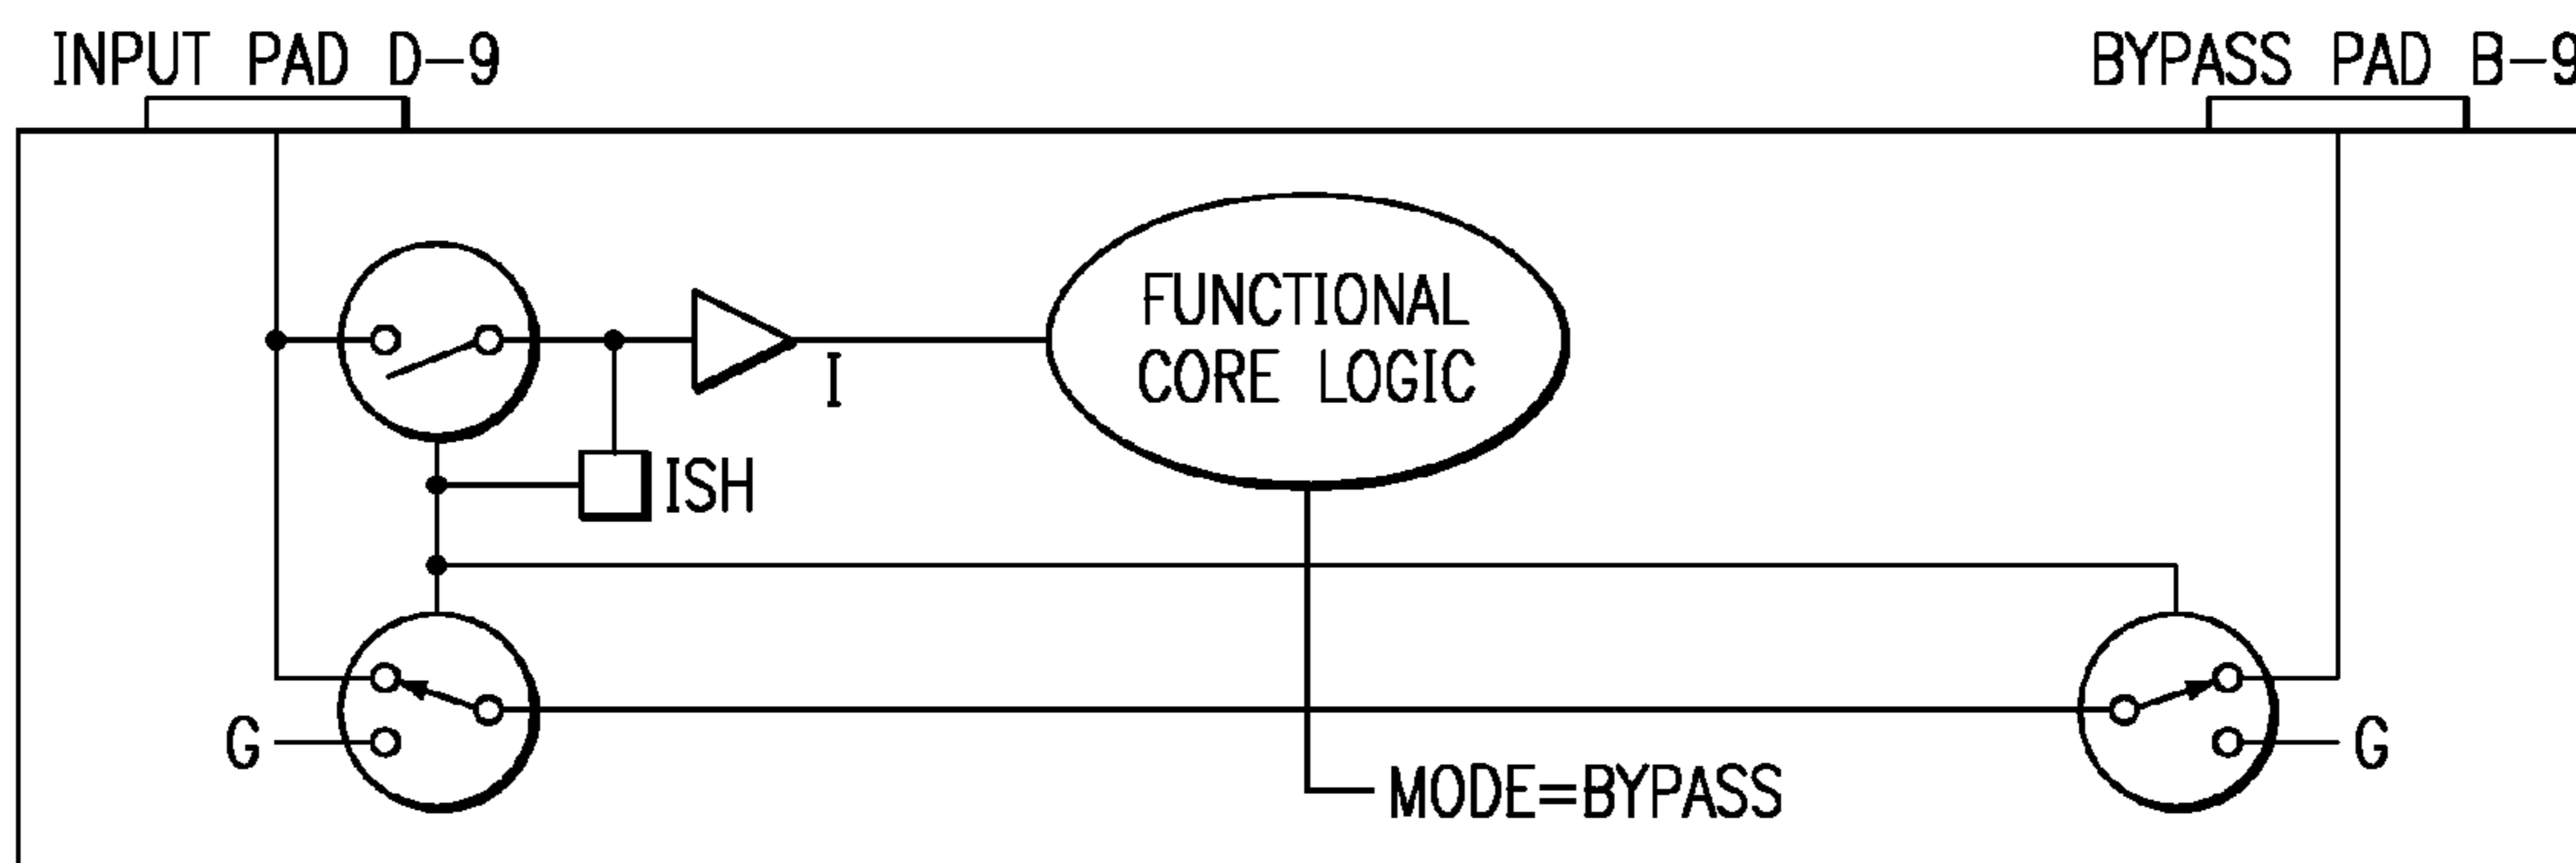 INPUT PAD D-9
BYPASS PAD B-9
FUNCTIONAL
CORE LOGIC
I
ISH
G
G
MODE=BYPASS